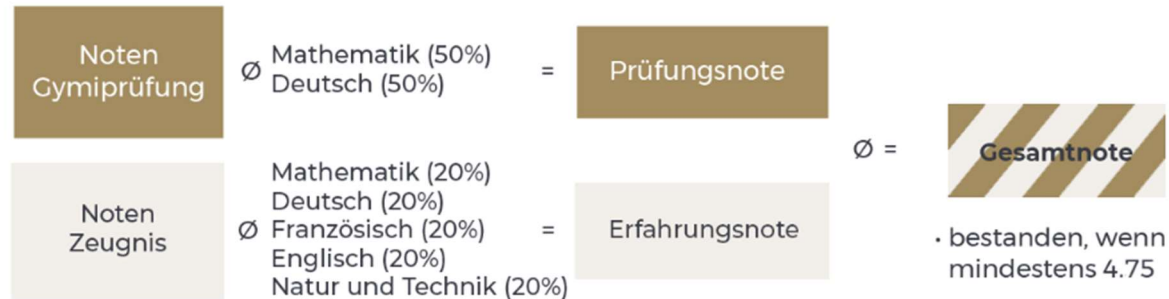 Noten
Gymiprüfung
Ø
Mathematik (50%)
Deutsch (50%)
=
Prüfungsnote
Noten
Zeugnis
Ø
Mathematik (20%)
Deutsch (20%)
Französisch (20%)
Englisch (20%)
Natur und Technik (20%)
=
Erfahrungsnote
Ø =
Gesamtnote
· bestanden, wenn
mindestens 4.75